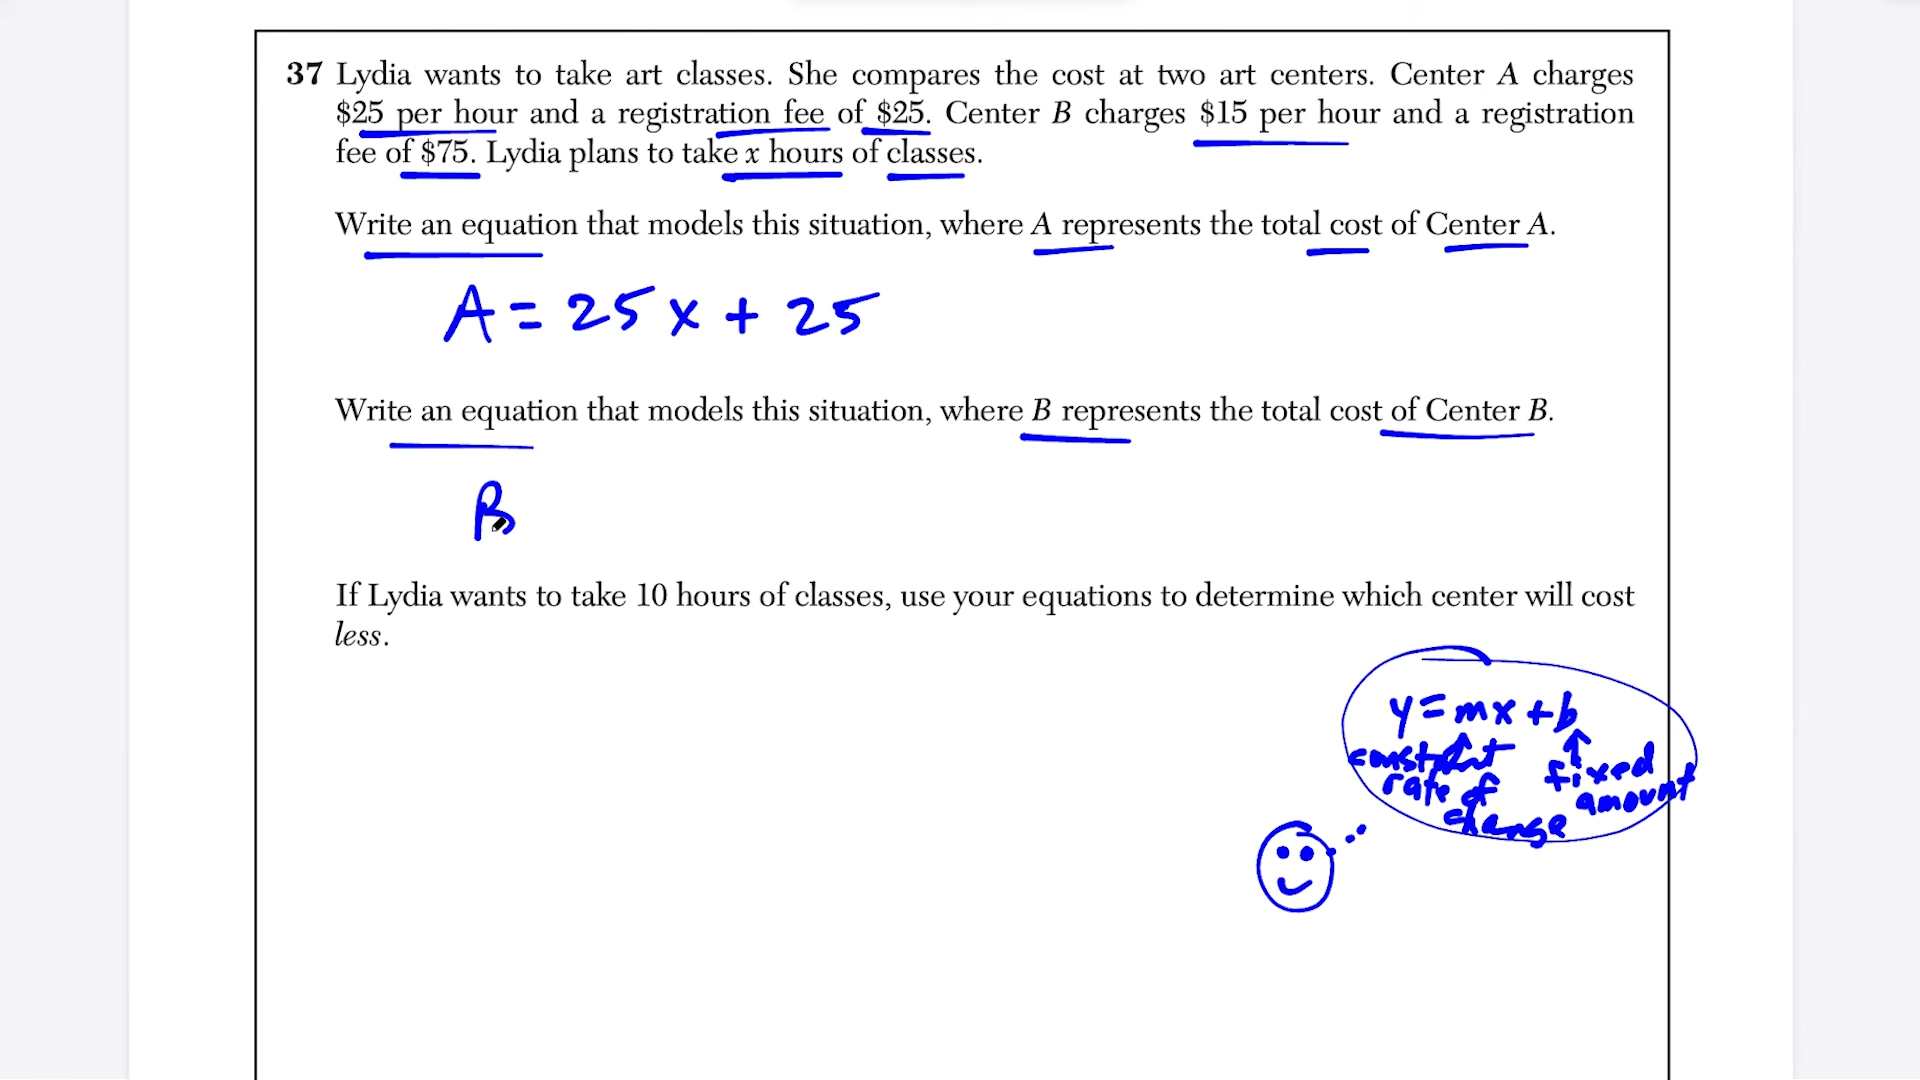 37 Lydia wants to take art classes. She compares the cost at two art centers. Center A charges
$25 per hour and a registration fee of $25. Center B charges $15 per hour and a registration
fee of $75. Lydia plans to take x hours of classes.
Write an equation that models this situation, where A represents the total cost of Center A.
A = 25x + 25
Write an equation that models this situation, where B represents the total cost of Center B.
B
If Lydia wants to take 10 hours of classes, use your equations to determine which center will cost
less.
y = mx + b
constant
rate of
change
fixed
amount